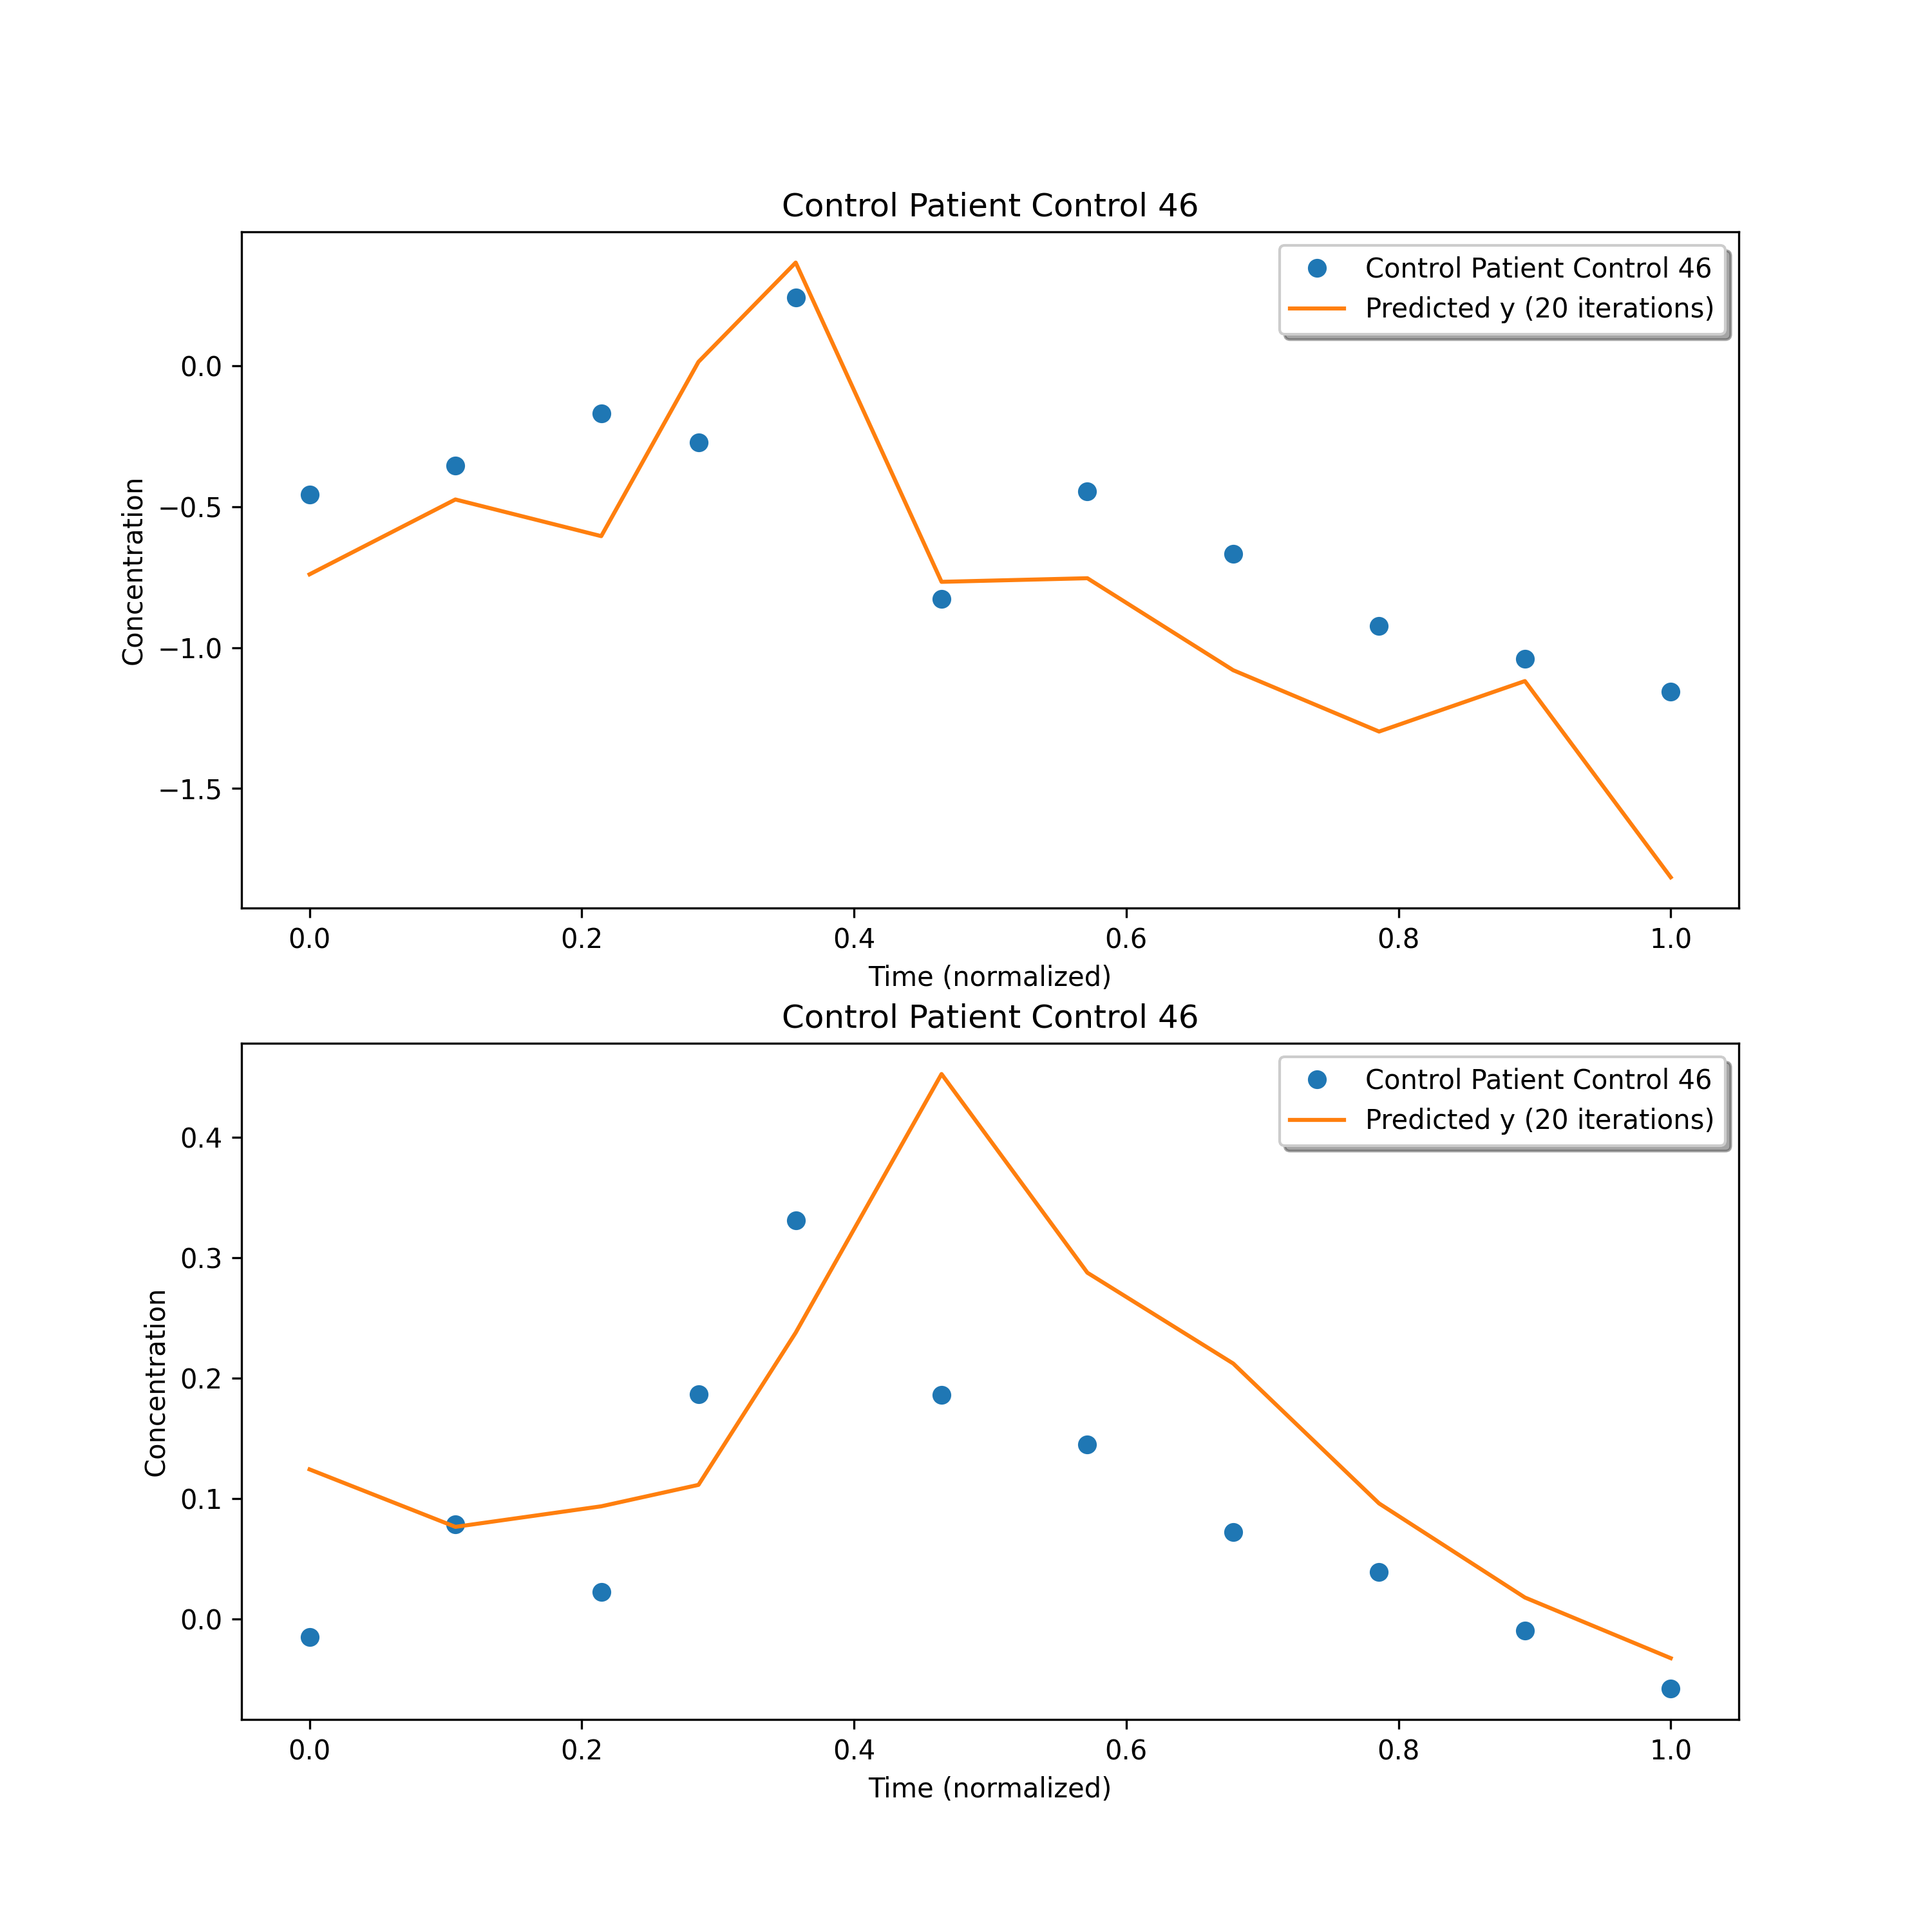 Control Patient Control 46
Control Patient Control 46
Predicted y (20 iterations)
0.0
−0.5
−1.0
−1.5
Concentration
0.0 0.2 0.4 0.6 0.8 1.0
Time (normalized)
Control Patient Control 46
Control Patient Control 46
Predicted y (20 iterations)
0.4
0.3
0.2
0.1
0.0
Concentration
0.0 0.2 0.4 0.6 0.8 1.0
Time (normalized)